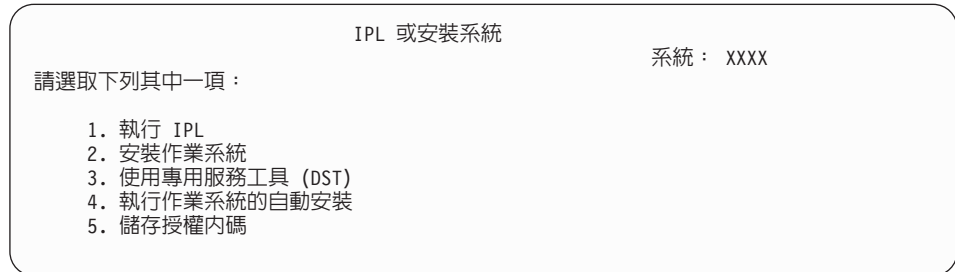 IPL 或安裝系統
系統： XXXX
請選取下列其中一項：
1. 執行 IPL
2. 安裝作業系統
3. 使用專用服務工具 (DST)
4. 執行作業系統的自動安裝
5. 儲存授權內碼